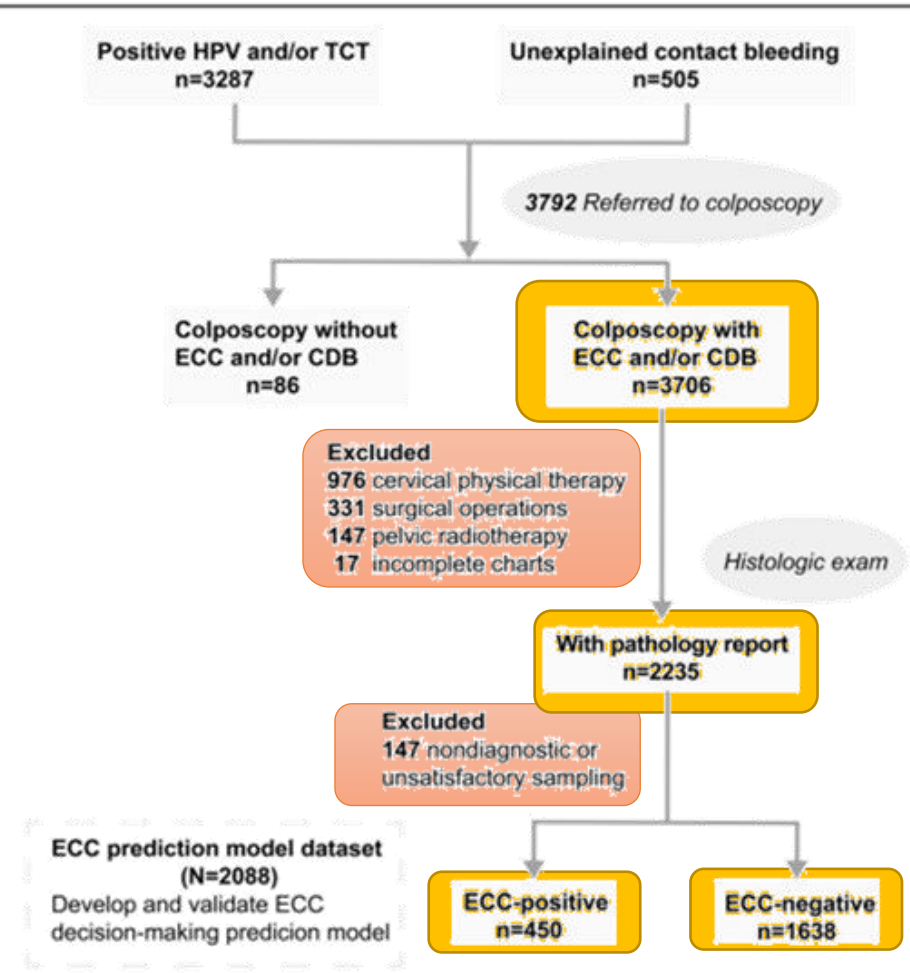 Positive HPV and/or TCT
n=3287
Unexplained contact bleeding
n=505
3792 Referred to colposcopy
Colposcopy without
ECC and/or CDB
n=86
Colposcopy with
ECC and/or CDB
n=3706
Excluded
976 cervical physical therapy
331 surgical operations
147 pelvic radiotherapy
17 incomplete charts
Histologic exam
With pathology report
n=2235
Excluded
147 nondiagnostic or
unsatisfactory sampling
ECC prediction model dataset
(N=2088)
Develop and validate ECC
decision-making predicion model
ECC-positive
n=450
ECC-negative
n=1638